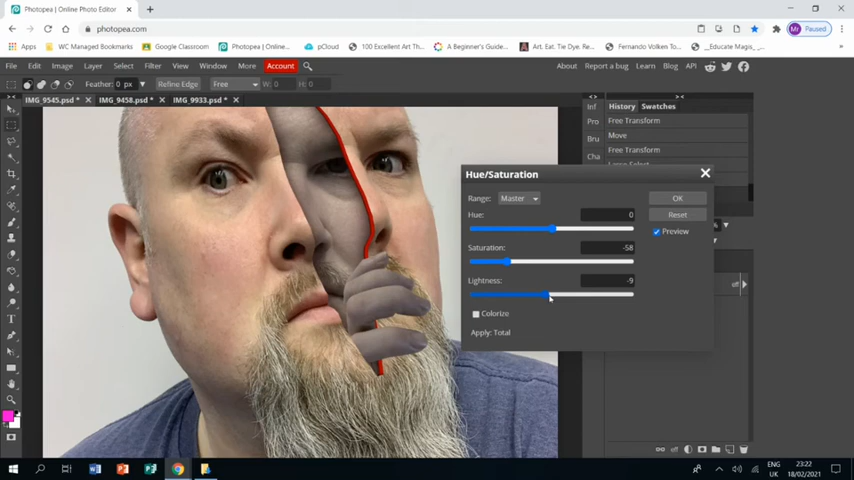 Photopea | Online Photo Editor
photopea.com
Mr Paused
Apps WC Managed Bookmarks Google Classroom Photopea | Online... pCloud 100 Excellent Art Th... A Beginner's Guide... Art. Eat. Tie Dye. Re... Fernando Volken To... __Educate Magis_
File Edit Image Layer Select Filter View Window More Account About Report a bug Learn Blog API
Feather: 0 px Refine Edge Free W: 0 H: 0
IMG_9545.psd * IMG_9458.psd * IMG_9933.psd *
Inf History Swatches
Pro Free Transform
Move
Bru
Free Transform
Cha
Hue/Saturation
Range: Master OK
Hue: 0 Reset
Preview
Saturation: -58
Lightness: -9
off
Colorize
Apply: Total
T
off
ENG 23:22
UK 18/02/2021